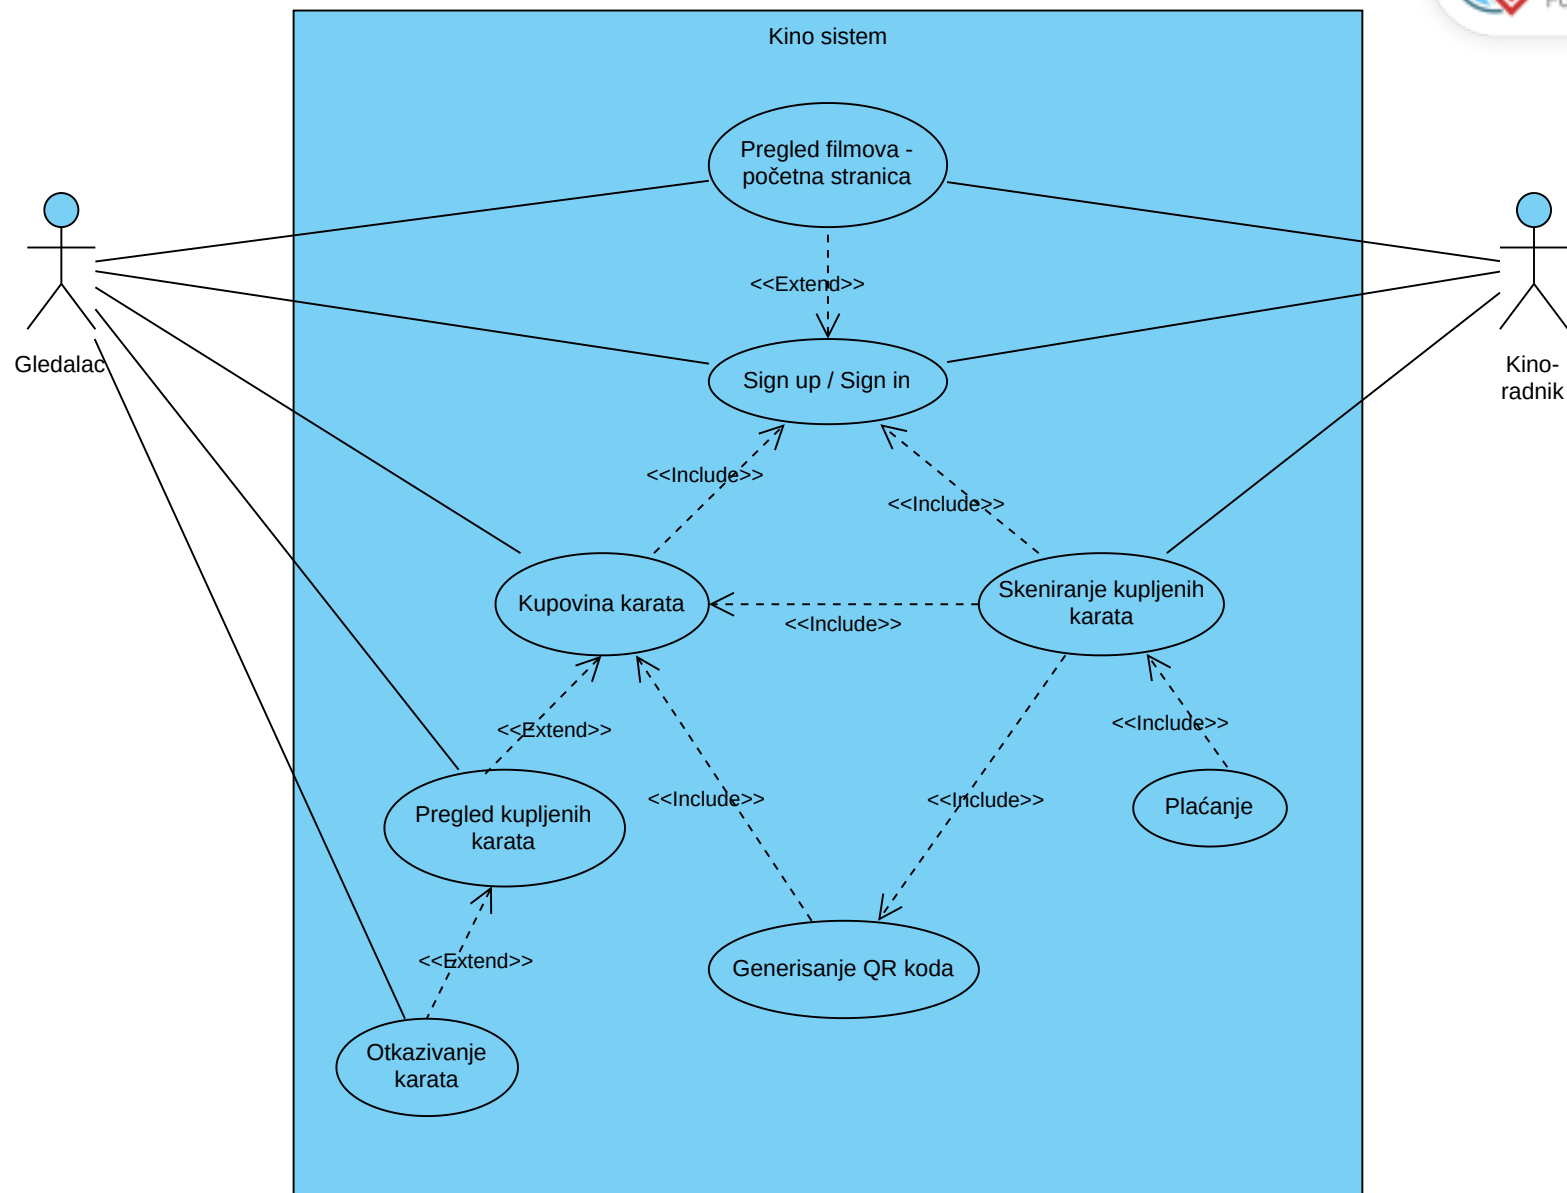 Kino sistem
Pregled filmova -
početna stranica
<<Extend>>
Gledalac
Kino-
radnik
Sign up / Sign in
<<Include>>
<<Include>>
Kupovina karata
Skeniranje kupljenih
karata
<<Include>>
<<Extend>>
<<Include>>
<<Include>>
<<Include>>
Pregled kupljenih
karata
Plaćanje
<<Extend>>
Generisanje QR koda
Otkazivanje
karata